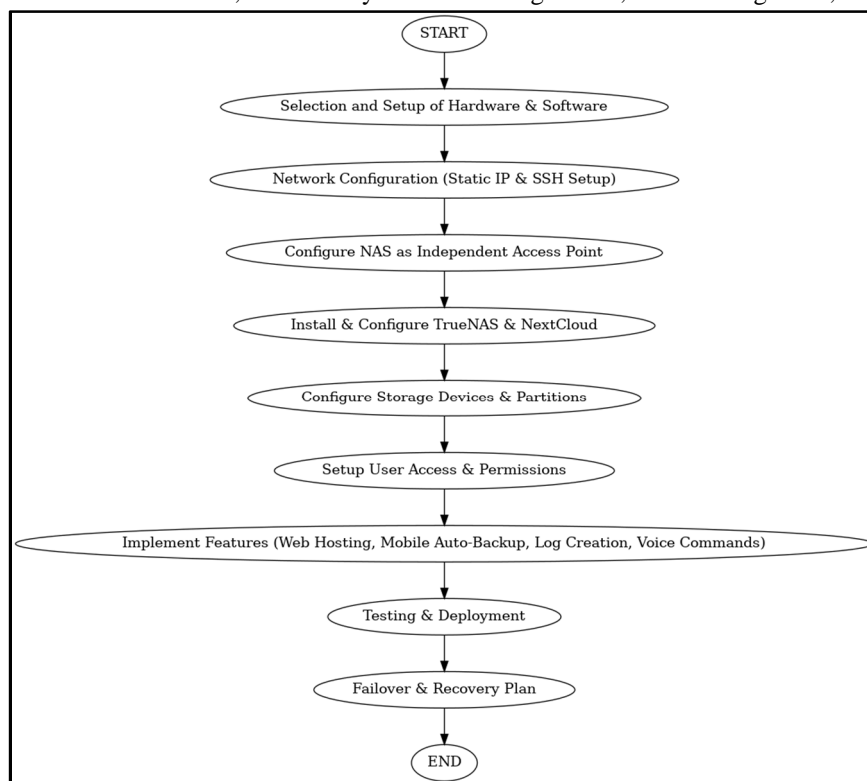 START
Selection and Setup of Hardware & Software
Network Configuration (Static IP & SSH Setup)
Configure NAS as Independent Access Point
Install & Configure TrueNAS & NextCloud
Configure Storage Devices & Partitions
Setup User Access & Permissions
Implement Features (Web Hosting, Mobile Auto-Backup, Log Creation, Voice Commands)
Testing & Deployment
Failover & Recovery Plan
END